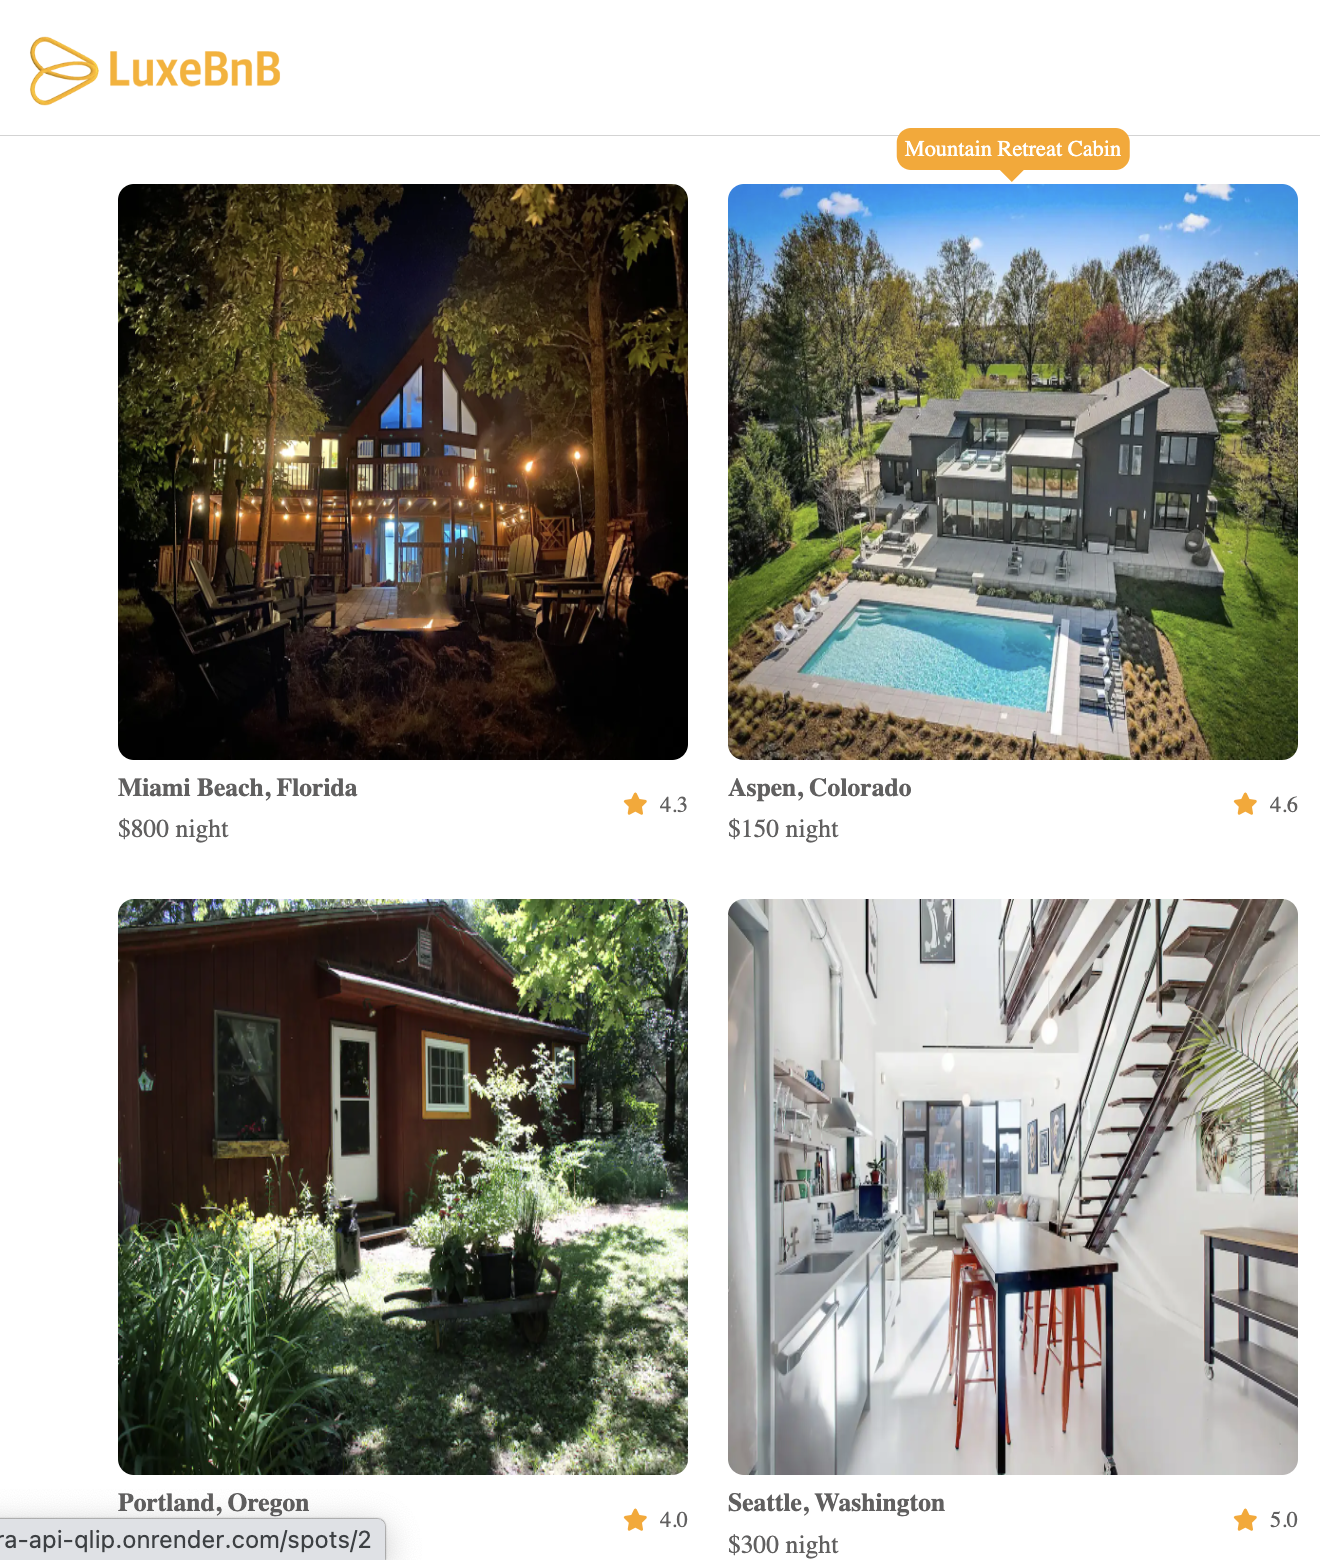 LuxeBnB
Mountain Retreat Cabin
Miami Beach, Florida
4.3
$800 night
Aspen, Colorado
4.6
$150 night
Portland, Oregon
4.0
Seattle, Washington
5.0
$300 night
ra-api-qlip.onrender.com/spots/2